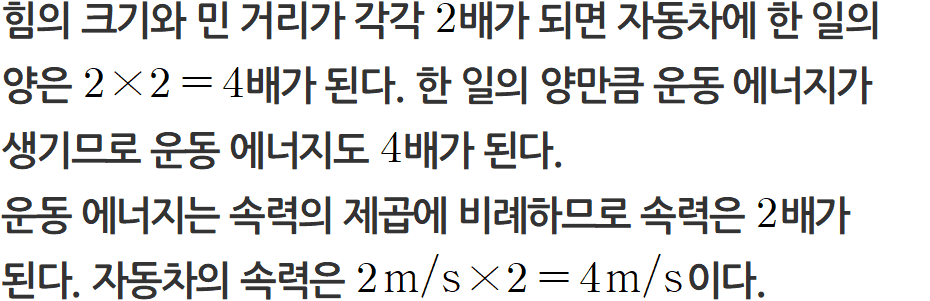 힘의 크기와 민 거리가 각각 2배가 되면 자동차에 한 일의
양은 2×2=4배가 된다. 한 일의 양만큼 운동 에너지가
생기므로 운동 에너지도 4배가 된다.
운동 에너지는 속력의 제곱에 비례하므로 속력은 2배가
된다. 자동차의 속력은 2m/s×2=4m/s이다.